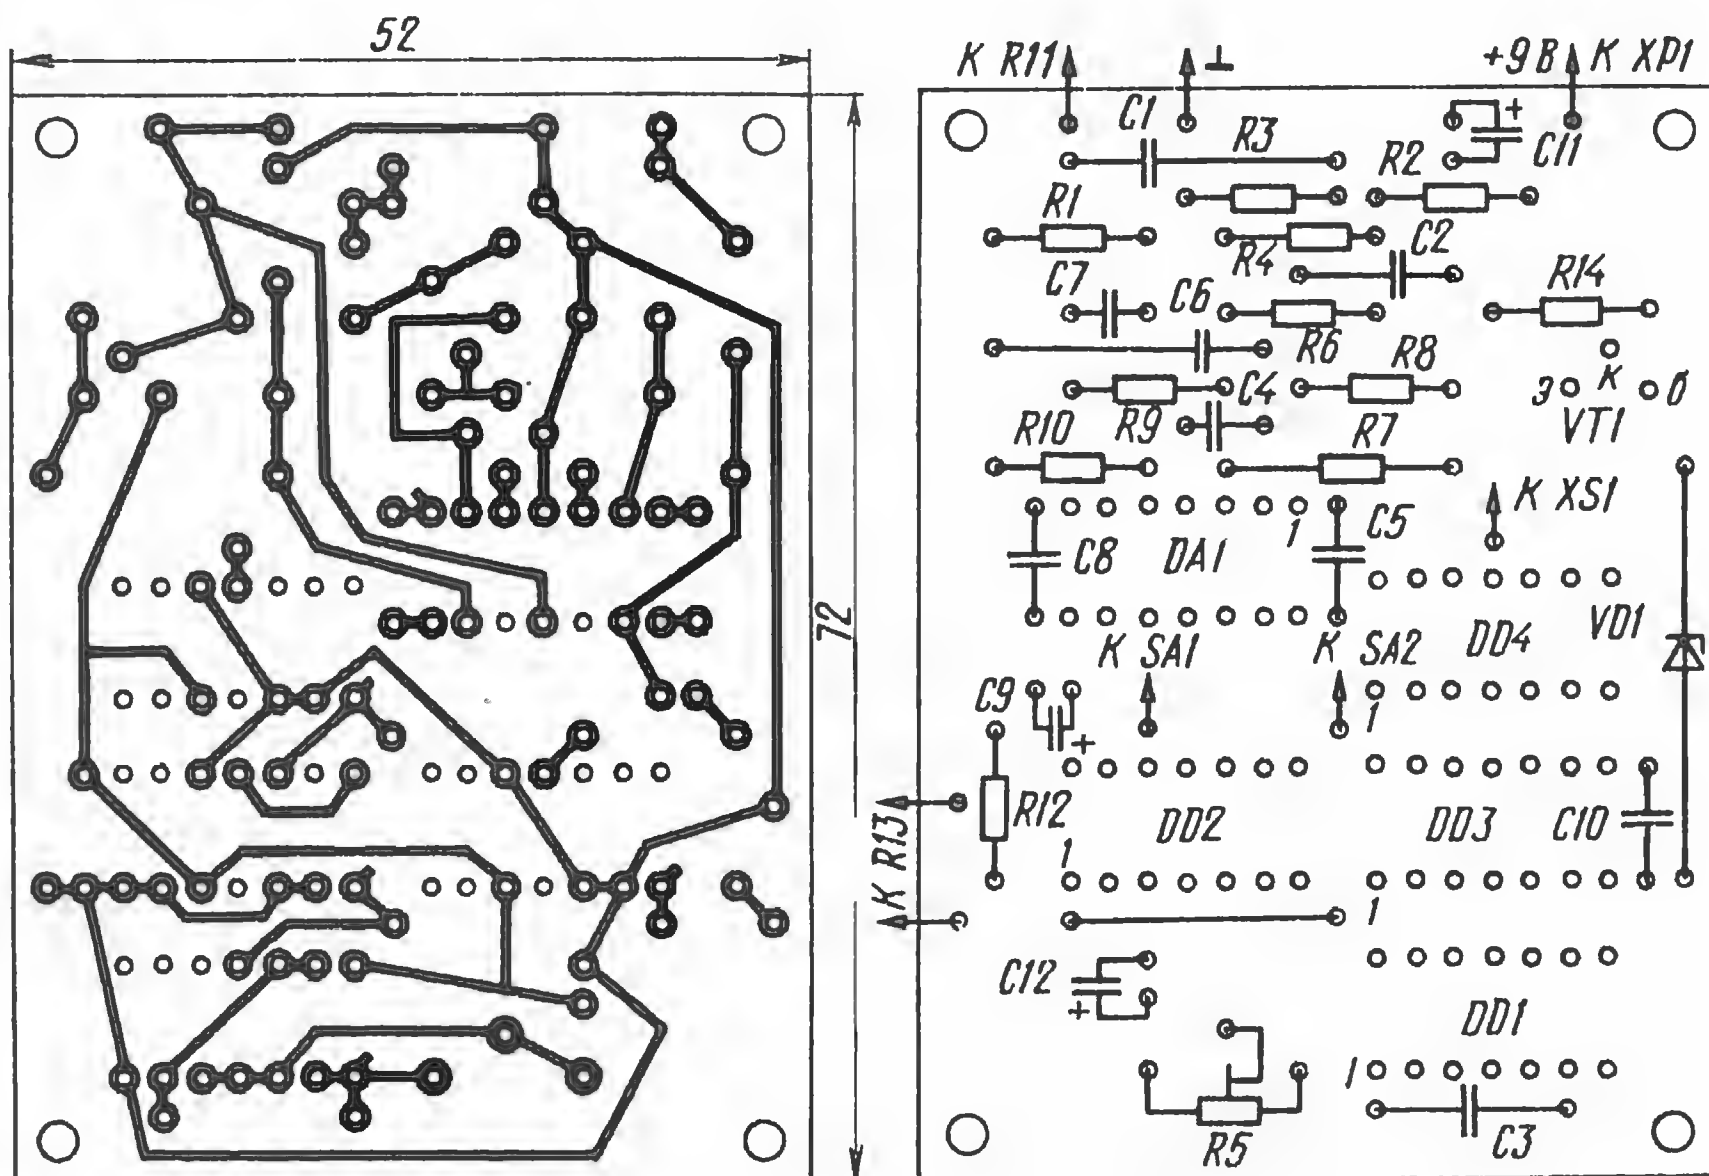 52
72
К R11
⊥
+9 В
К XP1
C1
R3
R2
+
C11
R1
R4
C2
C7
C6
R6
R14
R8
К
Э
Б
VT1
C4
R9
R10
R7
К XS1
1
C5
C8
DA1
DD4
VD1
К SA1
К SA2
1
C9
+
R12
К R13
DD2
DD3
C10
1
1
C12
+
DD1
1
R5
C3